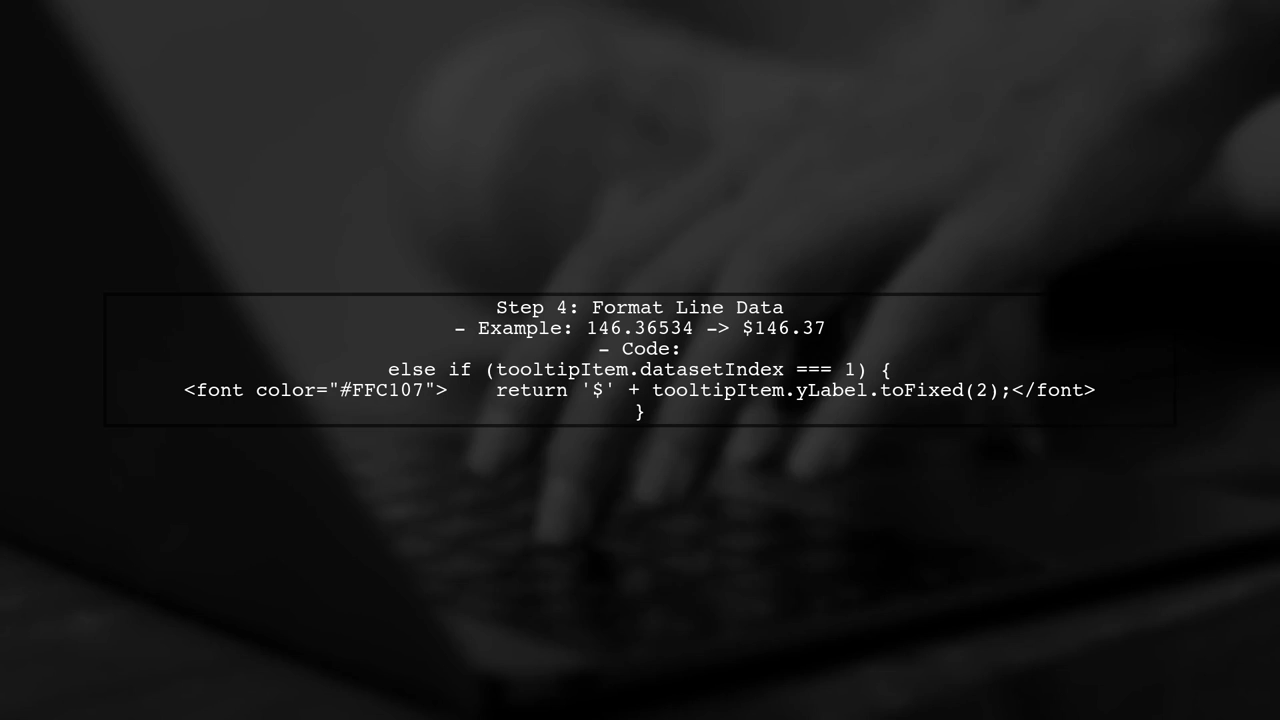 Step 4: Format Line Data
- Example: 146.36534 -> $146.37
- Code:
else if (tooltipItem.datasetIndex === 1) {
<font color="#FFC107">    return '$' + tooltipItem.yLabel.toFixed(2);</font>
}